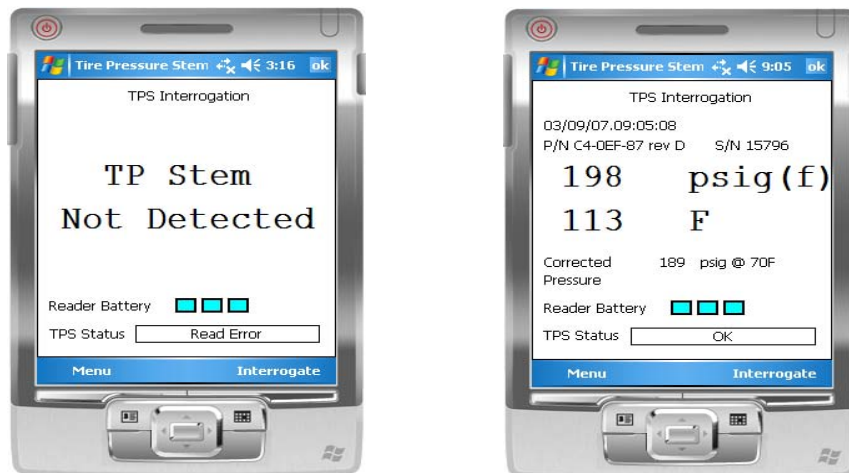 Tire Pressure Stem 3:16 ok
TPS Interrogation
TP Stem
Not Detected
Reader Battery
TPS Status Read Error
Menu Interrogate
Tire Pressure Stem 9:05 ok
TPS Interrogation
03/09/07.09:05:08
P/N C4-0EF-87 rev D S/N 15796
198 psig(f)
113 F
Corrected 189 psig @ 70F
Pressure
Reader Battery
TPS Status OK
Menu Interrogate